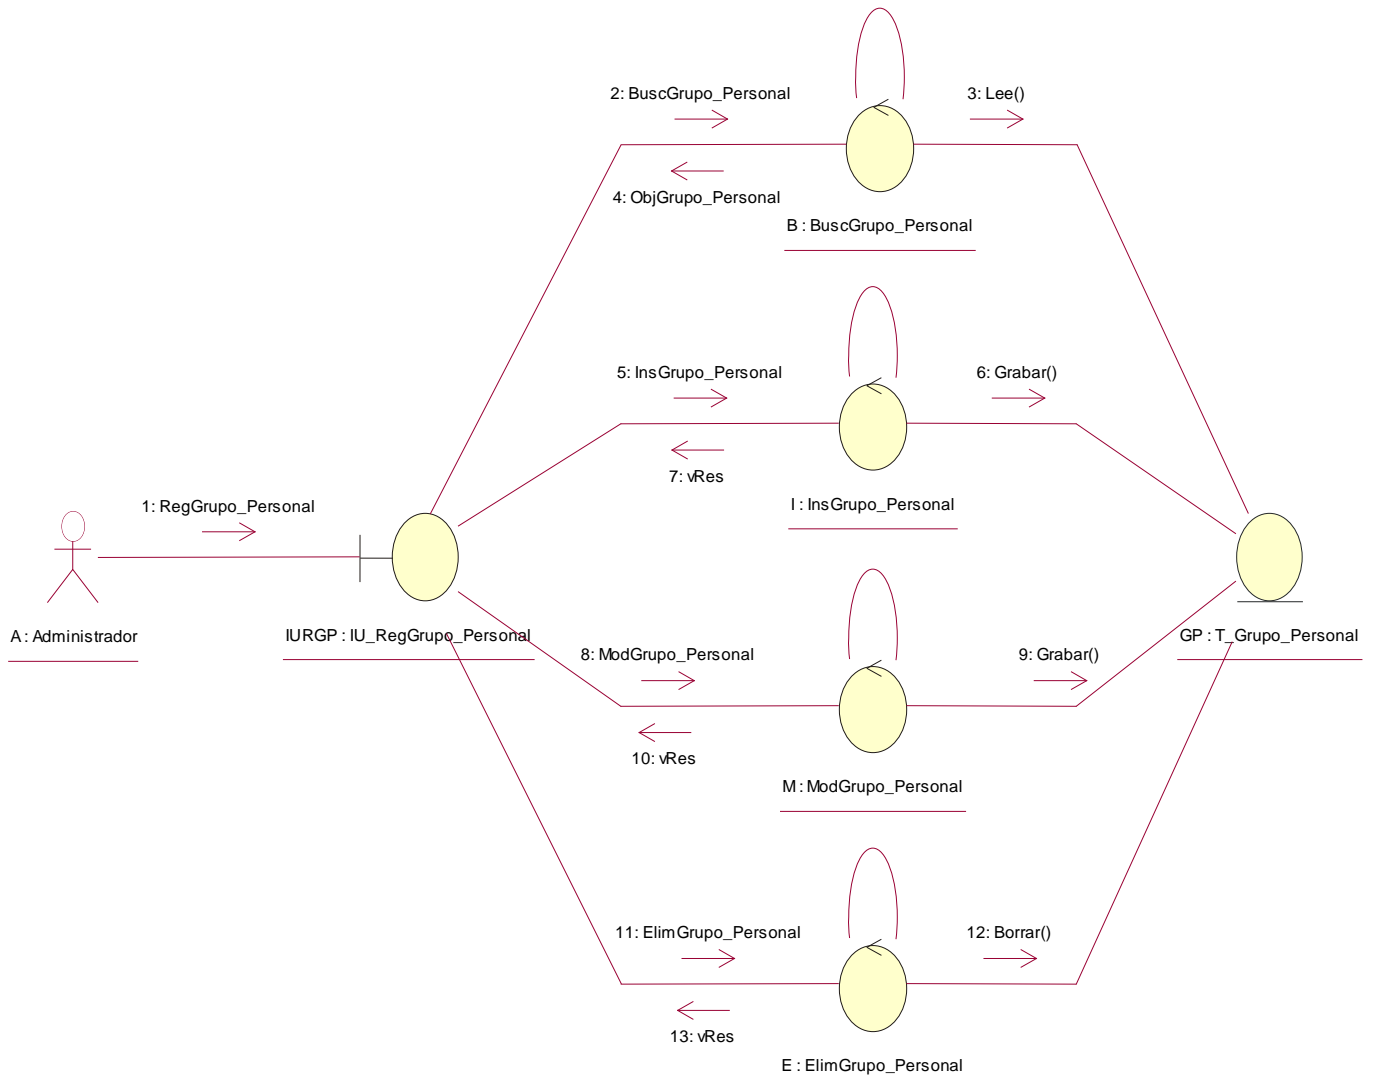 2: BuscGrupo_Personal
3: Lee()
4: ObjGrupo_Personal
B : BuscGrupo_Personal
5: InsGrupo_Personal
6: Grabar()
7: vRes
I : InsGrupo_Personal
1: RegGrupo_Personal
A : Administrador
IURGP : IU_RegGrupo_Personal
GP : T_Grupo_Personal
8: ModGrupo_Personal
9: Grabar()
10: vRes
M : ModGrupo_Personal
11: ElimGrupo_Personal
12: Borrar()
13: vRes
E : ElimGrupo_Personal